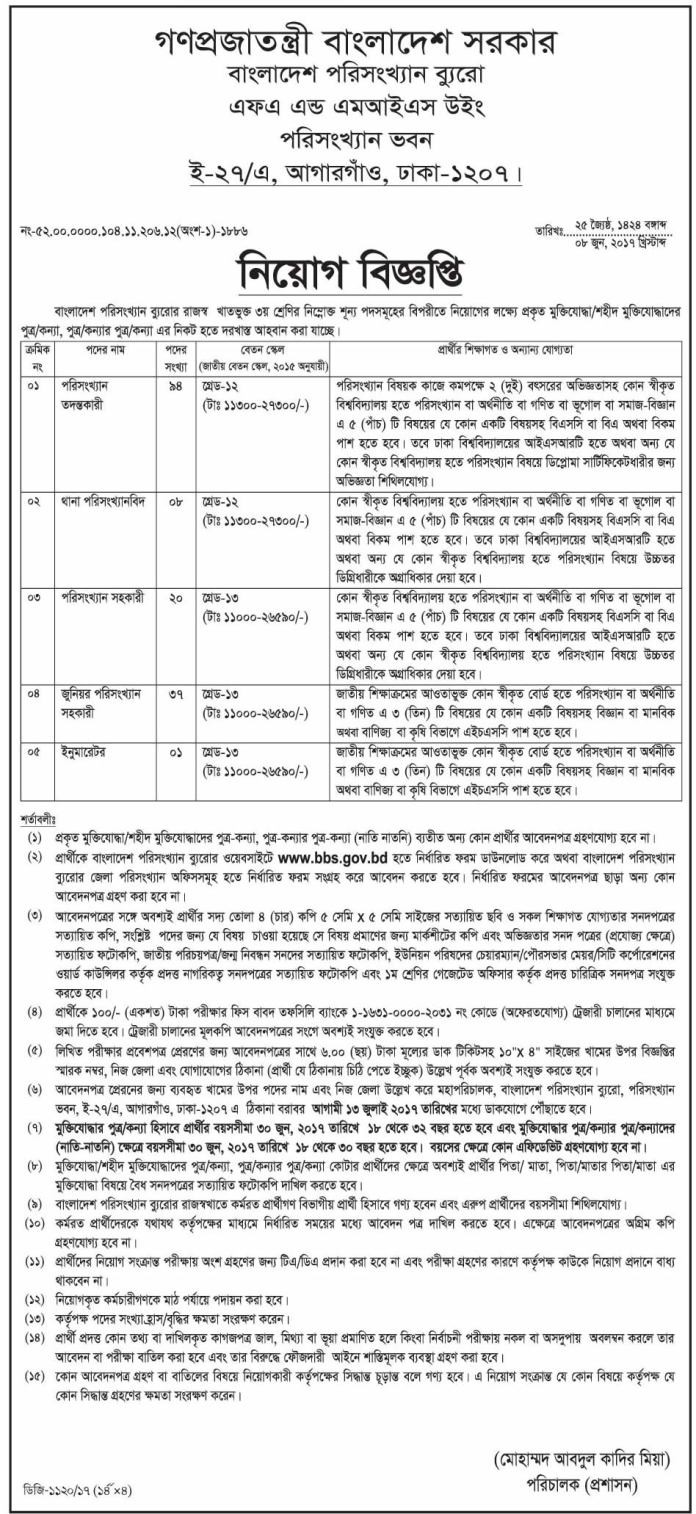 গণপ্রজাতন্ত্রী বাংলাদেশ সরকার
বাংলাদেশ পরিসংখ্যান ব্যুরো
এফএ এন্ড এমআইএস উইং
পরিসংখ্যান ভবন
ই-২৭/এ, আগারগাঁও, ঢাকা-১২০৭।
নং-৫২.০০.০০০০.১০৪.১১.২০৬.১২(অংশ-১)-১৮৮৬
তারিখঃ ২৫ জ্যৈষ্ঠ, ১৪২৪ বঙ্গাব্দ
০৮ জুন, ২০১৭ খ্রিস্টাব্দ
নিয়োগ বিজ্ঞপ্তি
বাংলাদেশ পরিসংখ্যান ব্যুরোর রাজস্ব খাতভুক্ত ৩য় শ্রেণির নিম্নোক্ত শূন্য পদসমূহের বিপরীতে নিয়োগের লক্ষ্যে প্রকৃত মুক্তিযোদ্ধা/শহীদ মুক্তিযোদ্ধাদের
পুত্র/কন্যা, পুত্র/কন্যার পুত্র/কন্যা এর নিকট হতে দরখাস্ত আহবান করা যাচ্ছে।
ক্রমিক নং | পদের নাম | পদের সংখ্যা | বেতন স্কেল (জাতীয় বেতন স্কেল, ২০১৫ অনুযায়ী) | প্রার্থীর শিক্ষাগত ও অন্যান্য যোগ্যতা
০১ | পরিসংখ্যান তদন্তকারী | ৯৪ | গ্রেড-১২ (টাঃ ১১৩০০-২৭৩০০/-) | পরিসংখ্যান বিষয়ক কাজে কমপক্ষে ২ (দুই) বৎসরের অভিজ্ঞতাসহ কোন স্বীকৃত
বিশ্ববিদ্যালয় হতে পরিসংখ্যান বা অর্থনীতি বা গণিত বা ভূগোল বা সমাজ-বিজ্ঞান
এ ৫ (পাঁচ) টি বিষয়ের যে কোন একটি বিষয়সহ বিএসসি বা বিএ অথবা বিকম
পাশ হতে হবে। তবে ঢাকা বিশ্ববিদ্যালয়ের আইএসআরটি হতে অথবা অন্য যে
কোন স্বীকৃত বিশ্ববিদ্যালয় হতে পরিসংখ্যান বিষয়ে ডিপ্লোমা সার্টিফিকেটধারীর জন্য
অভিজ্ঞতা শিথিলযোগ্য।
০২ | থানা পরিসংখ্যানবিদ | ০৮ | গ্রেড-১২ (টাঃ ১১৩০০-২৭৩০০/-) | কোন স্বীকৃত বিশ্ববিদ্যালয় হতে পরিসংখ্যান বা অর্থনীতি বা গণিত বা ভূগোল বা
সমাজ-বিজ্ঞান এ ৫ (পাঁচ) টি বিষয়ের যে কোন একটি বিষয়সহ বিএসসি বা বিএ
অথবা বিকম পাশ হতে হবে। তবে ঢাকা বিশ্ববিদ্যালয়ের আইএসআরটি হতে
অথবা অন্য যে কোন স্বীকৃত বিশ্ববিদ্যালয় হতে পরিসংখ্যান বিষয়ে উচ্চতর
ডিগ্রিধারীকে অগ্রাধিকার দেয়া হবে।
০৩ | পরিসংখ্যান সহকারী | ২০ | গ্রেড-১৩ (টাঃ ১১০০০-২৬৫৯০/-) | কোন স্বীকৃত বিশ্ববিদ্যালয় হতে পরিসংখ্যান বা অর্থনীতি বা গণিত বা ভূগোল বা
সমাজ-বিজ্ঞান এ ৫ (পাঁচ) টি বিষয়ের যে কোন একটি বিষয়সহ বিএসসি বা বিএ
অথবা বিকম পাশ হতে হবে। তবে ঢাকা বিশ্ববিদ্যালয়ের আইএসআরটি হতে
অথবা অন্য যে কোন স্বীকৃত বিশ্ববিদ্যালয় হতে পরিসংখ্যান বিষয়ে উচ্চতর
ডিগ্রিধারীকে অগ্রাধিকার দেয়া হবে।
০৪ | জুনিয়র পরিসংখ্যান সহকারী | ৩৭ | গ্রেড-১৩ (টাঃ ১১০০০-২৬৫৯০/-) | জাতীয় শিক্ষাক্রমের আওতাভুক্ত কোন স্বীকৃত বোর্ড হতে পরিসংখ্যান বা অর্থনীতি
বা গণিত এ ৩ (তিন) টি বিষয়ের যে কোন একটি বিষয়সহ বিজ্ঞান বা মানবিক
অথবা বাণিজ্য বা কৃষি বিভাগে এইচএসসি পাশ হতে হবে।
০৫ | ইনুমারেটর | ০১ | গ্রেড-১৩ (টাঃ ১১০০০-২৬৫৯০/-) | জাতীয় শিক্ষাক্রমের আওতাভুক্ত কোন স্বীকৃত বোর্ড হতে পরিসংখ্যান বা অর্থনীতি
বা গণিত এ ৩ (তিন) টি বিষয়ের যে কোন একটি বিষয়সহ বিজ্ঞান বা মানবিক
অথবা বাণিজ্য বা কৃষি বিভাগে এইচএসসি পাশ হতে হবে।
শর্তাবলীঃ
(১) প্রকৃত মুক্তিযোদ্ধা/শহীদ মুক্তিযোদ্ধাদের পুত্র-কন্যা, পুত্র-কন্যার পুত্র-কন্যা (নাতি নাতনি) ব্যতীত অন্য কোন প্রার্থীর আবেদনপত্র গ্রহণযোগ্য হবে না।
(২) প্রার্থীকে বাংলাদেশ পরিসংখ্যান ব্যুরোর ওয়েবসাইটে www.bbs.gov.bd হতে নির্ধারিত ফরম ডাউনলোড করে অথবা বাংলাদেশ পরিসংখ্যান
ব্যুরোর জেলা পরিসংখ্যান অফিসসমূহ হতে নির্ধারিত ফরম সংগ্রহ করে আবেদন করতে হবে। নির্ধারিত ফরমের আবেদনপত্র ছাড়া অন্য কোন
আবেদনপত্র গ্রহণ করা হবে না।
(৩) আবেদনপত্রের সঙ্গে অবশ্যই প্রার্থীর সদ্য তোলা ৪ (চার) কপি ৫ সেমি X ৫ সেমি সাইজের সত্যায়িত ছবি ও সকল শিক্ষাগত যোগ্যতার সনদপত্রের
সত্যায়িত কপি, সংশ্লিষ্ট পদের জন্য যে বিষয় চাওয়া হয়েছে সে বিষয় প্রমাণের জন্য মার্কশীটের কপি এবং অভিজ্ঞতার সনদ পত্রের (প্রযোজ্য ক্ষেত্রে)
সত্যায়িত ফটোকপি, জাতীয় পরিচয়পত্র/জন্ম নিবন্ধন সনদের সত্যায়িত ফটোকপি, ইউনিয়ন পরিষদের চেয়ারম্যান/পৌরসভার মেয়র/সিটি কর্পোরেশনের
ওয়ার্ড কাউন্সিলর কর্তৃক প্রদত্ত নাগরিকত্ব সনদপত্রের সত্যায়িত ফটোকপি এবং ১ম শ্রেণির গেজেটেড অফিসার কর্তৃক প্রদত্ত চারিত্রিক সনদপত্র সংযুক্ত
করতে হবে।
(৪) প্রার্থীকে ১০০/- (একশত) টাকা পরীক্ষার ফিস বাবদ তফসিলি ব্যাংকে ১-১৬৩১-০০০০-২০৩১ নং কোডে (অফেরতযোগ্য) ট্রেজারী চালানের মাধ্যমে
জমা দিতে হবে। ট্রেজারী চালানের মূলকপি আবেদনপত্রের সংগে অবশ্যই সংযুক্ত করতে হবে।
(৫) লিখিত পরীক্ষার প্রবেশপত্র প্রেরণের জন্য আবেদনপত্রের সাথে ৬.০০ (ছয়) টাকা মূল্যের ডাক টিকিটসহ ১০"X ৪" সাইজের খামের উপর বিজ্ঞপ্তির
স্মারক নম্বর, নিজ জেলা এবং যোগাযোগের ঠিকানা (প্রার্থী যে ঠিকানায় চিঠি পেতে ইচ্ছুক) উল্লেখ পূর্বক অবশ্যই সংযুক্ত করতে হবে।
(৬) আবেদনপত্র প্রেরনের জন্য ব্যবহৃত খামের উপর পদের নাম এবং নিজ জেলা উল্লেখ করে মহাপরিচালক, বাংলাদেশ পরিসংখ্যান ব্যুরো, পরিসংখ্যান
ভবন, ই-২৭/এ, আগারগাঁও, ঢাকা-১২০৭ এ ঠিকানা বরাবর আগামী ১৩ জুলাই ২০১৭ তারিখের মধ্যে ডাকযোগে পৌঁছাতে হবে।
(৭) মুক্তিযোদ্ধার পুত্র/কন্যা হিসাবে প্রার্থীর বয়সসীমা ৩০ জুন, ২০১৭ তারিখে ১৮ থেকে ৩২ বছর হতে হবে এবং মুক্তিযোদ্ধার পুত্র/কন্যার পুত্র/কন্যাদের
(নাতি-নাতনি) ক্ষেত্রে বয়সসীমা ৩০ জুন, ২০১৭ তারিখে ১৮ থেকে ৩০ বছর হতে হবে। বয়সের ক্ষেত্রে কোন এফিডেভিট গ্রহণযোগ্য হবে না।
(৮) মুক্তিযোদ্ধা/শহীদ মুক্তিযোদ্ধাদের পুত্র/কন্যা, পুত্র/কন্যার পুত্র/কন্যা কোটার প্রার্থীদের ক্ষেত্রে অবশ্যই প্রার্থীর পিতা/ মাতা, পিতা/মাতার পিতা/মাতা এর
মুক্তিযোদ্ধা বিষয়ে বৈধ সনদপত্রের সত্যায়িত ফটোকপি দাখিল করতে হবে।
(৯) বাংলাদেশ পরিসংখ্যান ব্যুরোর রাজস্বখাতে কর্মরত প্রার্থীগণ বিভাগীয় প্রার্থী হিসাবে গণ্য হবেন এবং এরুপ প্রার্থীদের বয়সসীমা শিথিলযোগ্য।
(১০) কর্মরত প্রার্থীদেরকে যথাযথ কর্তৃপক্ষের মাধ্যমে নির্ধারিত সময়ের মধ্যে আবেদন পত্র দাখিল করতে হবে। এক্ষেত্রে আবেদনপত্রের অগ্রিম কপি
গ্রহণযোগ্য হবে না।
(১১) প্রার্থীদের নিয়োগ সংক্রান্ত পরীক্ষায় অংশ গ্রহণের জন্য টিএ/ডিএ প্রদান করা হবে না এবং পরীক্ষা গ্রহণের কারণে কর্তৃপক্ষ কাউকে নিয়োগ প্রদানে বাধ্য
থাকবেন না।
(১২) নিয়োগকৃত কর্মচারীগণকে মাঠ পর্যায়ে পদায়ন করা হবে।
(১৩) কর্তৃপক্ষ পদের সংখ্যা হ্রাস/বৃদ্ধির ক্ষমতা সংরক্ষণ করেন।
(১৪) প্রার্থী প্রদত্ত কোন তথ্য বা দাখিলকৃত কাগজপত্র জাল, মিথ্যা বা ভূয়া প্রমাণিত হলে কিংবা নির্বাচনী পরীক্ষায় নকল বা অসদুপায় অবলম্বন করলে তার
আবেদন বা পরীক্ষা বাতিল করা হবে এবং তার বিরুদ্ধে ফৌজদারী আইনে শাস্তিমূলক ব্যবস্থা গ্রহণ করা হবে।
(১৫) কোন আবেদনপত্র গ্রহণ বা বাতিলের বিষয়ে নিয়োগকারী কর্তৃপক্ষের সিদ্ধান্ত চূড়ান্ত বলে গণ্য হবে। এ নিয়োগ সংক্রান্ত যে কোন বিষয়ে কর্তৃপক্ষ যে
কোন সিদ্ধান্ত গ্রহণের ক্ষমতা সংরক্ষণ করেন।
(মোহাম্মদ আবদুল কাদির মিয়া)
পরিচালক (প্রশাসন)
ডিজি-১১২০/১৭ (১৪"×৪)